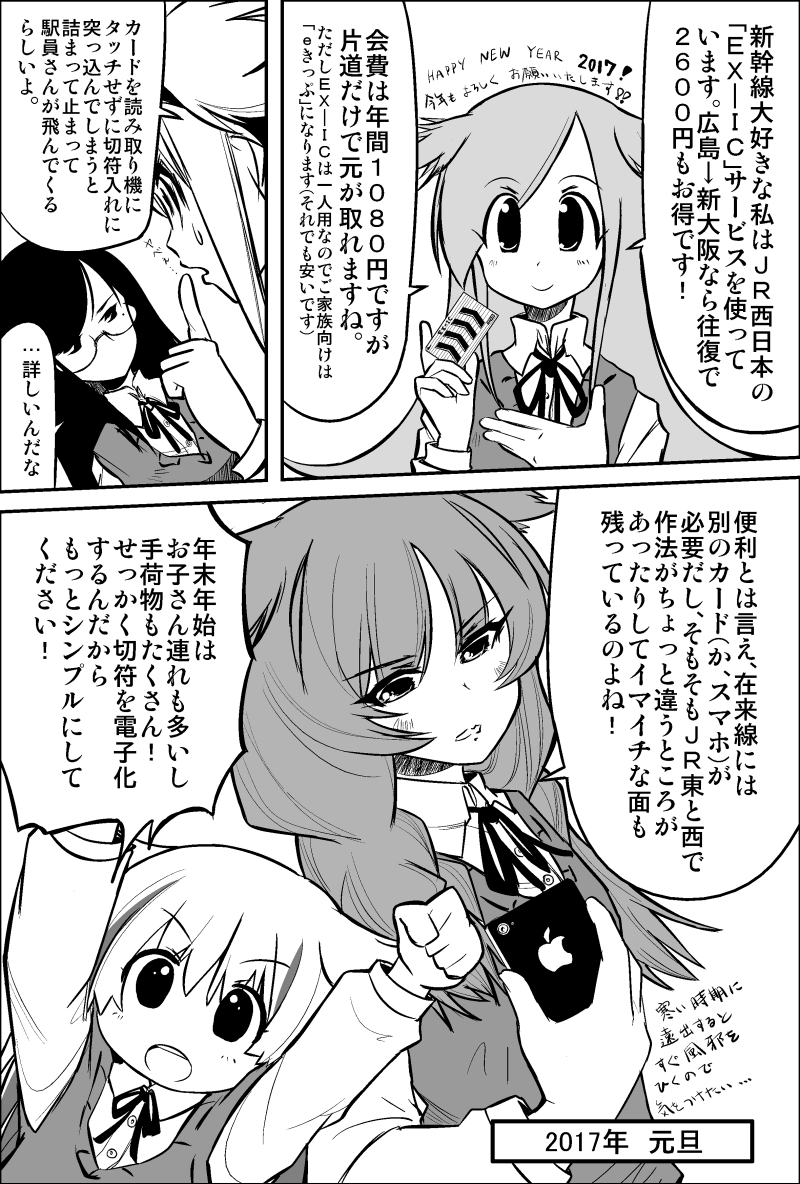 新幹線大好きな私はＪＲ西日本の
「ＥＸ―ＩＣ」サービスを使って
います。広島→新大阪なら往復で
２６００円もお得です！
HAPPY NEW YEAR 2017！
今年もよろしく お願いいたします!?
会費は年間１０８０円ですが
片道だけで元が取れますね。
ただしＥＸ―ＩＣは一人用なのでご家族向けは
「ｅきっぷ」になります（それでも安いです）
カードを読み取り機に
タッチせずに切符入れに
突っ込んでしまうと
詰まって止まって
駅員さんが飛んでくる
らしいよ。
ヤベぇ…
…詳しいんだな
便利とは言え、在来線には
別のカード（か、スマホ）が
必要だし、そもそもＪＲ東と西で
作法がちょっと違うところが
あったりしてイマイチな面も
残っているのよね！
年末年始は
お子さん連れも多いし
手荷物もたくさん！
せっかく切符を電子化
するんだから
もっとシンプルにして
ください！
寒い時期に
遠出すると
すぐ風邪を
ひくので
気をつけたい…
2017年 元旦